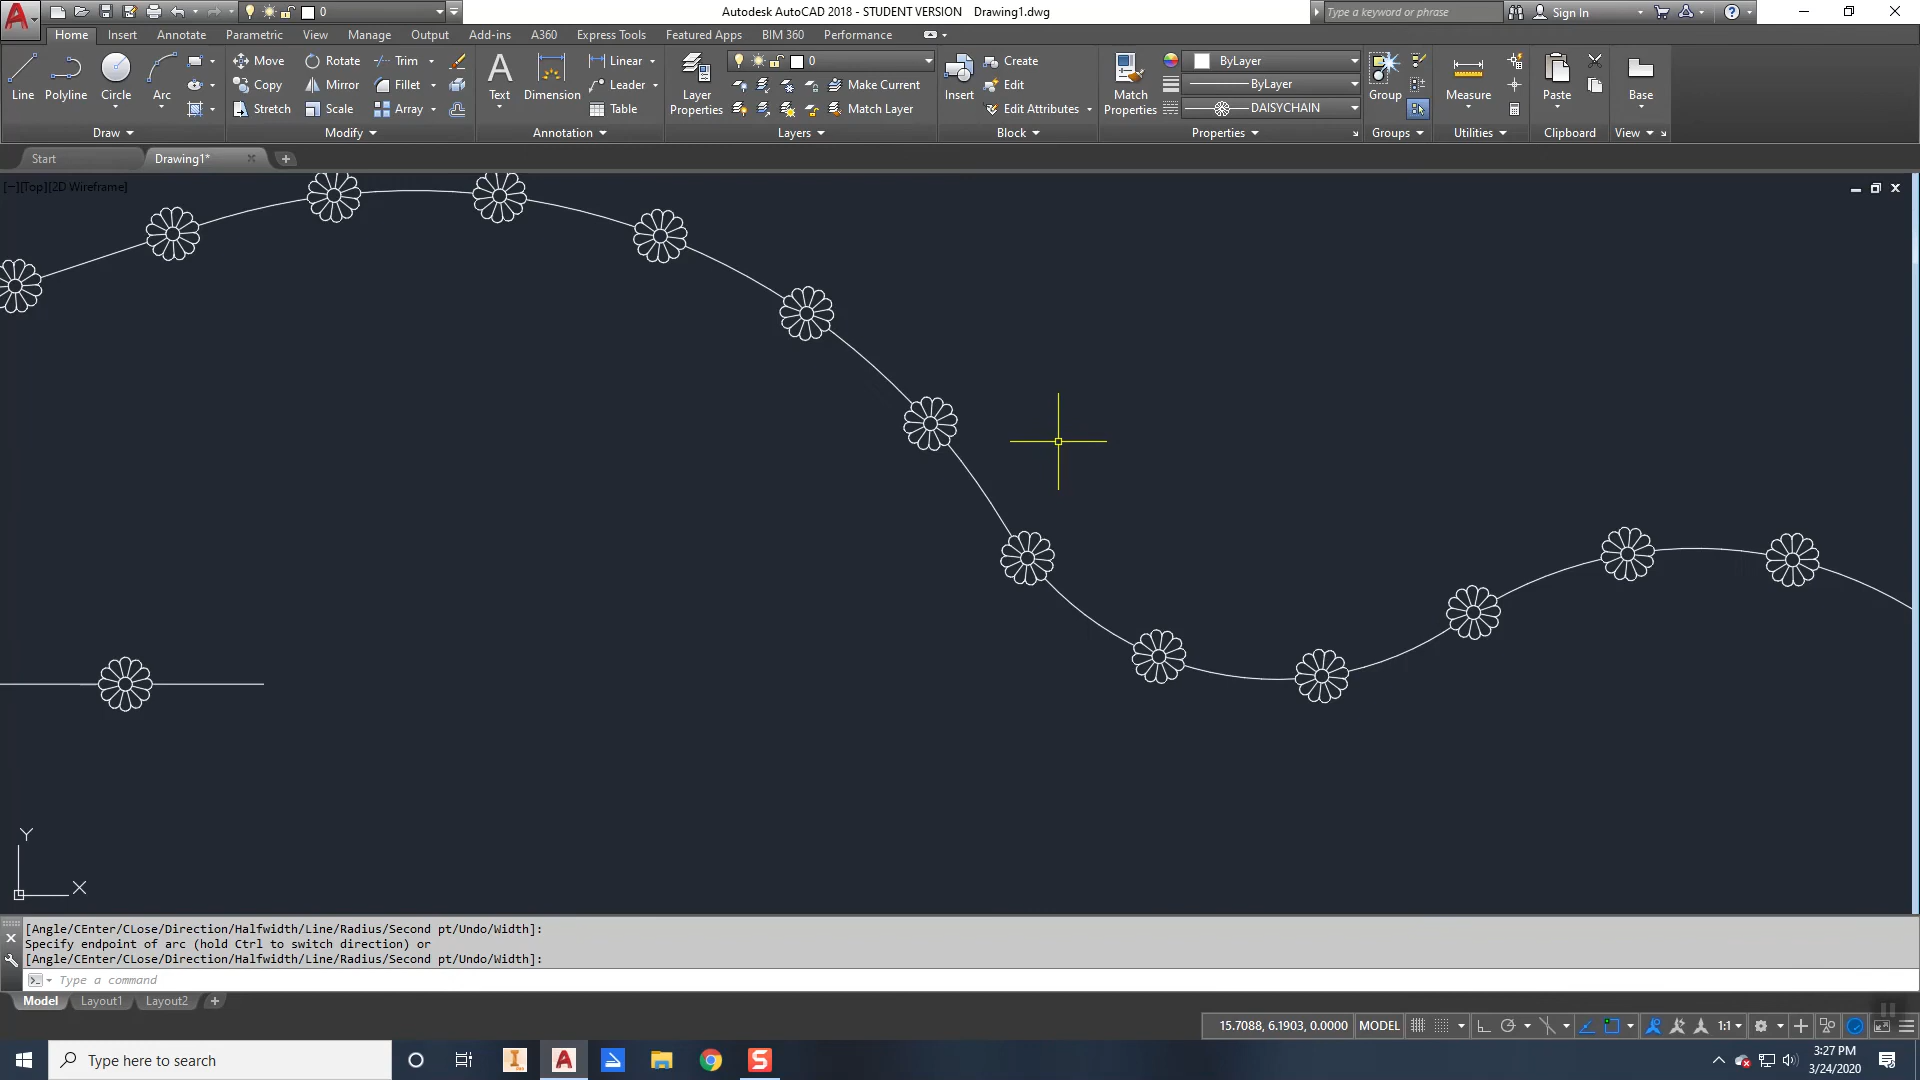 0
Autodesk AutoCAD 2018 - STUDENT VERSION    Drawing1.dwg
Type a keyword or phrase
Sign In
Home Insert Annotate Parametric View Manage Output Add-ins A360 Express Tools Featured Apps BIM 360 Performance
Line
Polyline
Circle
Arc
Draw
Move
Rotate
Trim
Copy
Mirror
Fillet
Stretch
Scale
Array
Modify
Text
Dimension
Linear
Leader
Table
Annotation
Layer
Properties
0
Make Current
Match Layer
Layers
Insert
Create
Edit
Edit Attributes
Block
Match
Properties
ByLayer
ByLayer
DAISYCHAIN
Properties
Group
Groups
Measure
Utilities
Paste
Clipboard
Base
View
Start
Drawing1*
[−][Top][2D Wireframe]
Y
X
[Angle/CEnter/CLose/Direction/Halfwidth/Line/Radius/Second pt/Undo/Width]:
Specify endpoint of arc (hold Ctrl to switch direction) or
[Angle/CEnter/CLose/Direction/Halfwidth/Line/Radius/Second pt/Undo/Width]:
Type a command
Model Layout1 Layout2
15.7088, 6.1903, 0.0000 MODEL 1:1
Type here to search
3:27 PM
3/24/2020